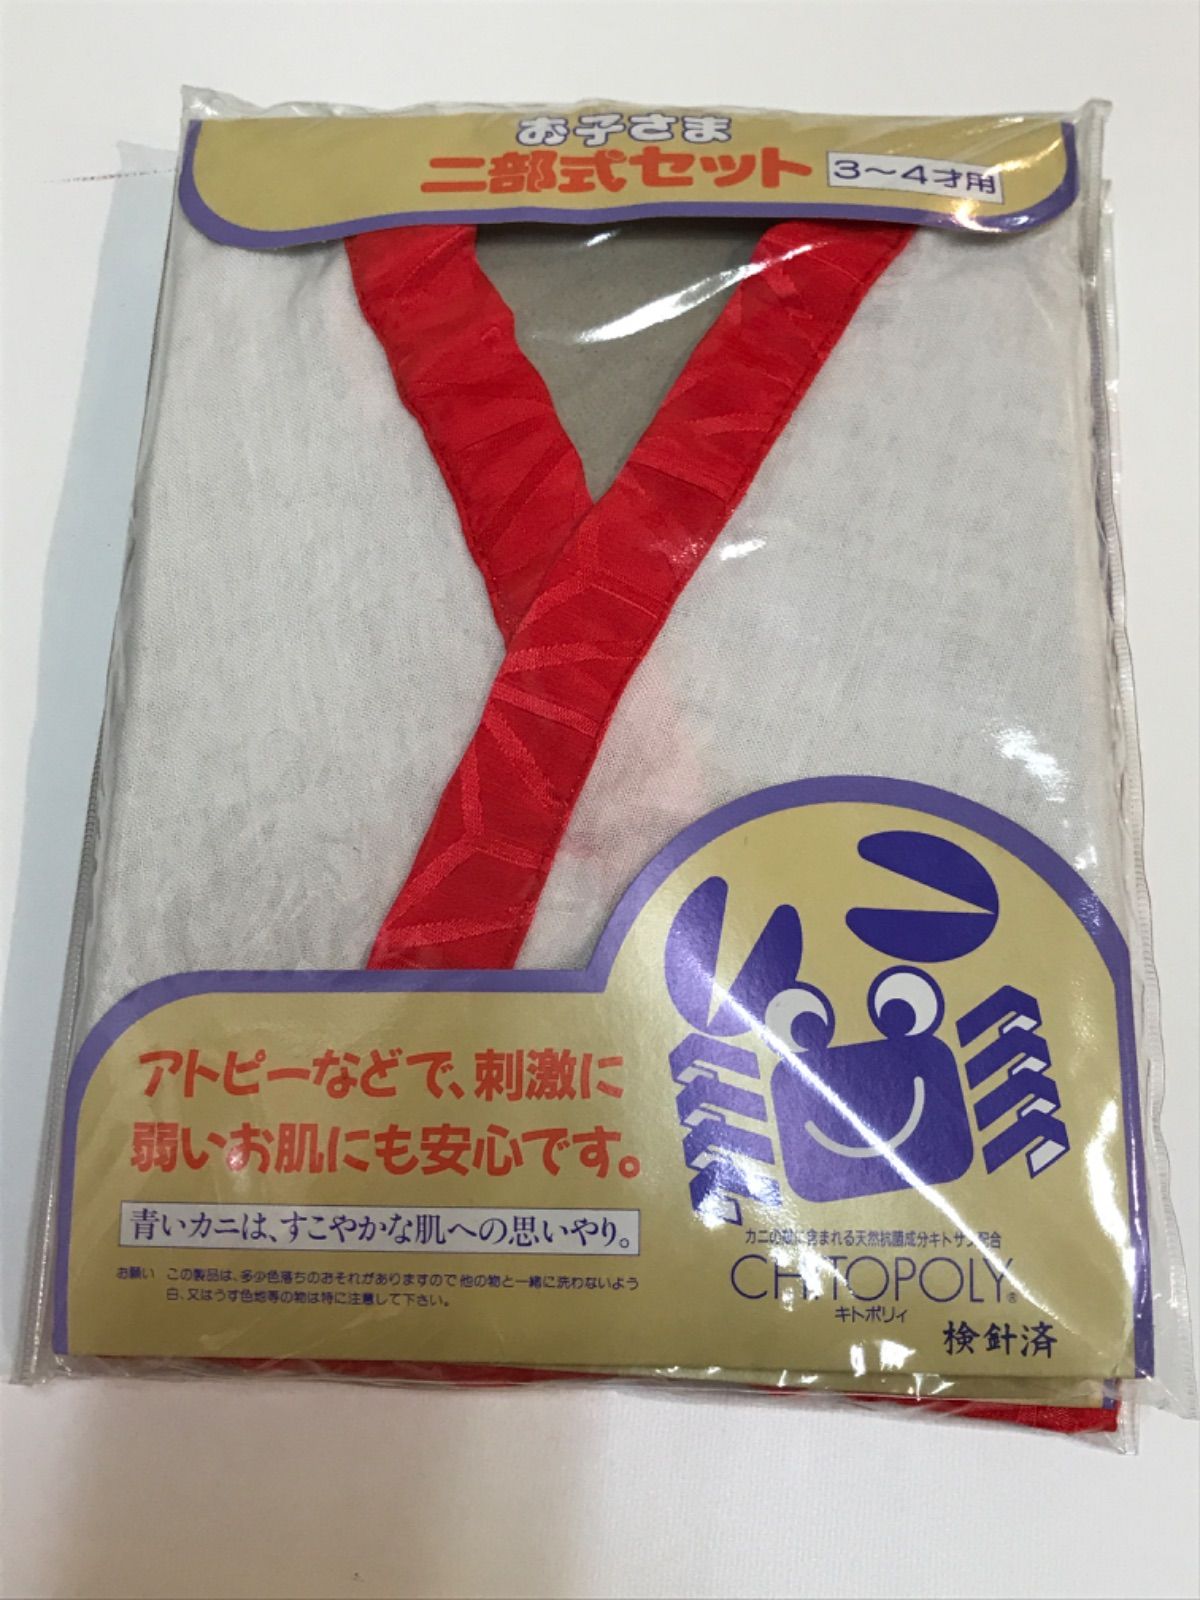 お子さま
二部式セット 3〜4才用
アトピーなどで、刺激に
弱いお肌にも安心です。
青いカニは、すこやかな肌への思いやり。
お願い この製品は、多少色落ちのおそれがありますので他の物と一緒に洗わないよう
白、又はうす色地等の物は特に注意して下さい。
カニの殻に含まれる天然抗菌成分キトサン配合
CHITOPOLY®
キトポリィ
検針済